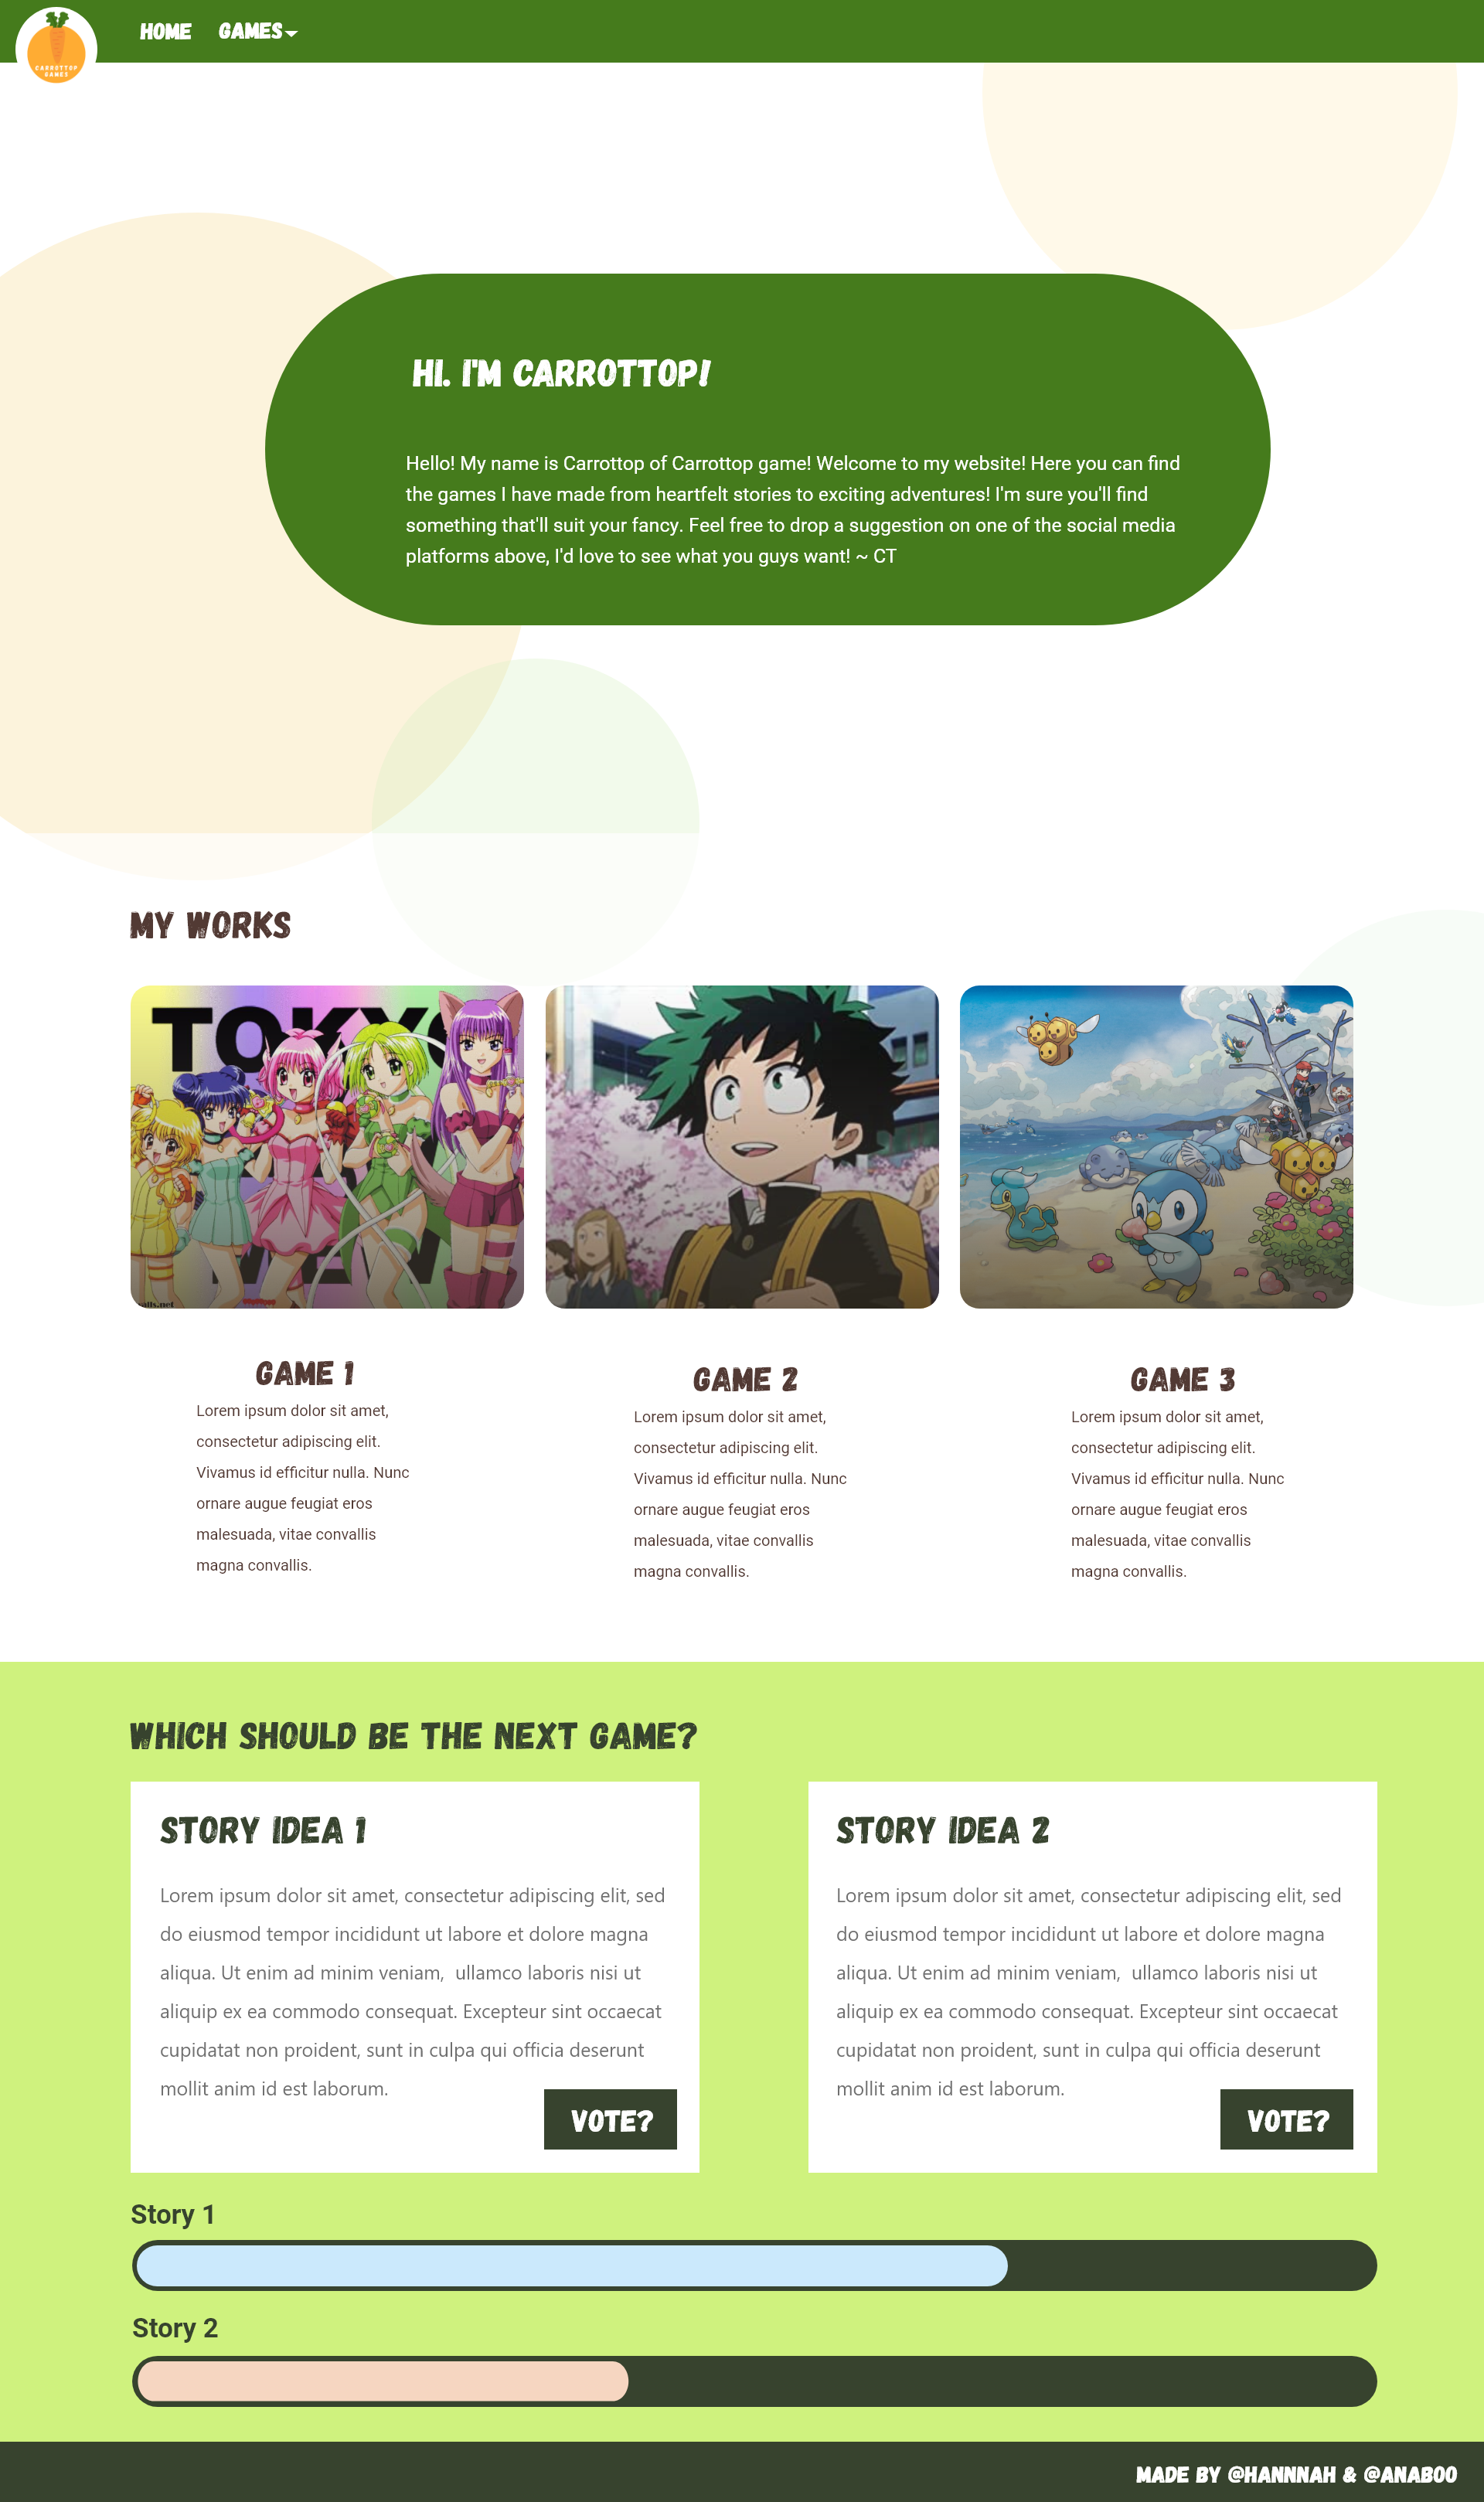 CARROTTOP
GAMES
HOME GAMES
HI. I'M CARROTTOP!
Hello! My name is Carrottop of Carrottop game! Welcome to my website! Here you can find
the games I have made from heartfelt stories to exciting adventures! I'm sure you'll find
something that'll suit your fancy. Feel free to drop a suggestion on one of the social media
platforms above, I'd love to see what you guys want! ~ CT
MY WORKS
TOKY
GAME 1
Lorem ipsum dolor sit amet,
consectetur adipiscing elit.
Vivamus id efficitur nulla. Nunc
ornare augue feugiat eros
malesuada, vitae convallis
magna convallis.
GAME 2
Lorem ipsum dolor sit amet,
consectetur adipiscing elit.
Vivamus id efficitur nulla. Nunc
ornare augue feugiat eros
malesuada, vitae convallis
magna convallis.
GAME 3
Lorem ipsum dolor sit amet,
consectetur adipiscing elit.
Vivamus id efficitur nulla. Nunc
ornare augue feugiat eros
malesuada, vitae convallis
magna convallis.
WHICH SHOULD BE THE NEXT GAME?
STORY IDEA 1
Lorem ipsum dolor sit amet, consectetur adipiscing elit, sed
do eiusmod tempor incididunt ut labore et dolore magna
aliqua. Ut enim ad minim veniam,  ullamco laboris nisi ut
aliquip ex ea commodo consequat. Excepteur sint occaecat
cupidatat non proident, sunt in culpa qui officia deserunt
mollit anim id est laborum.
VOTE?
STORY IDEA 2
Lorem ipsum dolor sit amet, consectetur adipiscing elit, sed
do eiusmod tempor incididunt ut labore et dolore magna
aliqua. Ut enim ad minim veniam,  ullamco laboris nisi ut
aliquip ex ea commodo consequat. Excepteur sint occaecat
cupidatat non proident, sunt in culpa qui officia deserunt
mollit anim id est laborum.
VOTE?
Story 1
Story 2
MADE BY @HANNNAH & @ANABOO